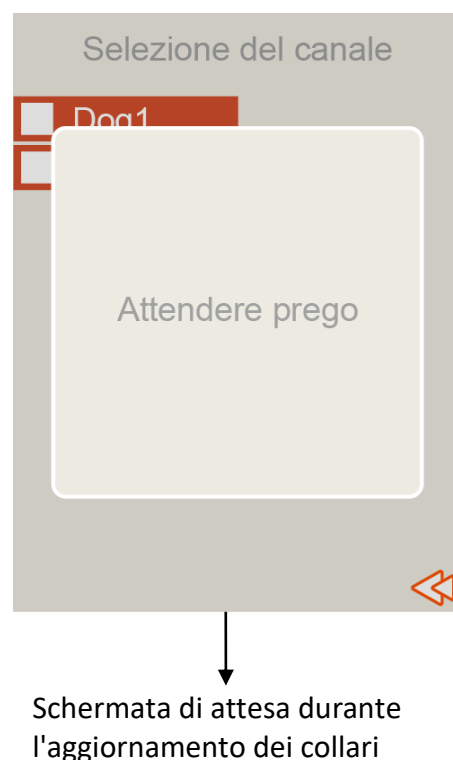 Selezione del canale
Dog1
Attendere prego
Schermata di attesa durante
l'aggiornamento dei collari